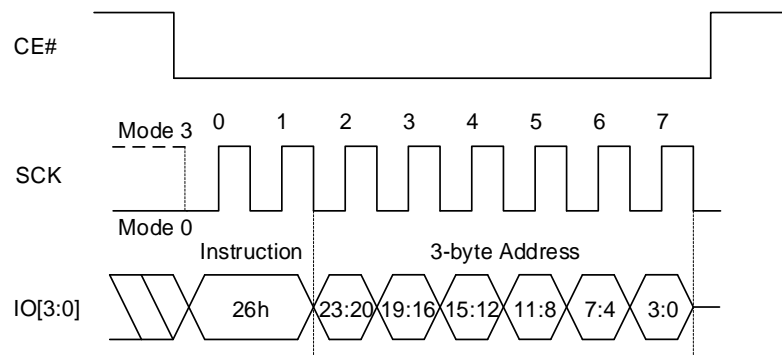 CE#
Mode 3
0 1 2 3 4 5 6 7
SCK
Mode 0
Instruction 3-byte Address
IO[3:0] 26h 23:20 19:16 15:12 11:8 7:4 3:0